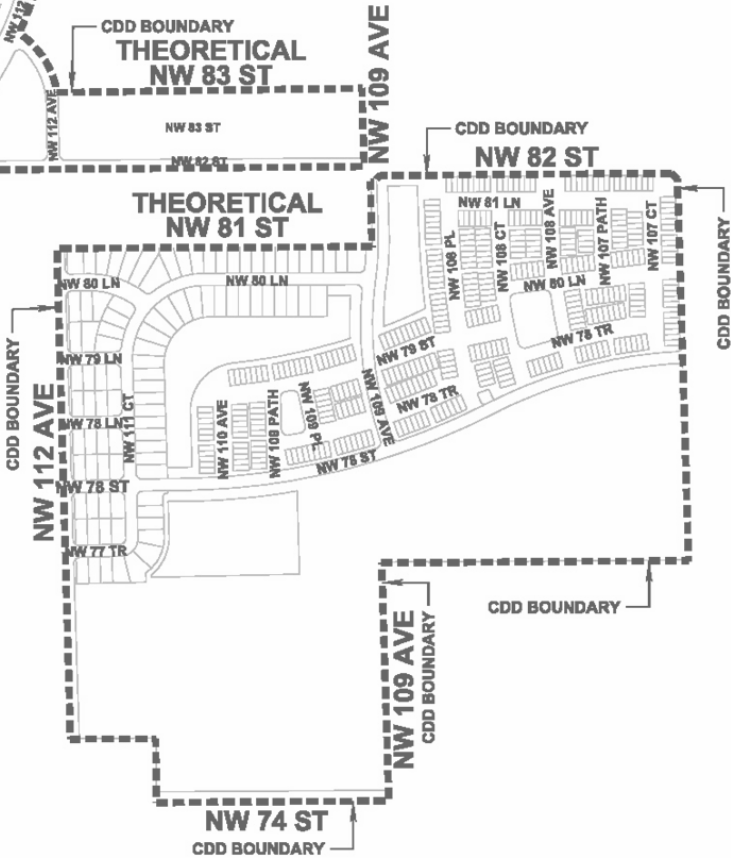 NW 112
CDD BOUNDARY
THEORETICAL
NW 83 ST
NW 109 AVE
NW 112 AVE
NW 83 ST
NW 82 ST
CDD BOUNDARY
NW 82 ST
THEORETICAL
NW 81 ST
NW 81 LN
NW 108 PL
NW 108 CT
NW 108 AVE
NW 107 PATH
NW 107 CT
CDD BOUNDARY
NW 80 LN
NW 80 LN
NW 80 LN
CDD BOUNDARY
NW 112 AVE
NW 79 LN
NW 79 ST
NW 78 TR
NW 78 LN
NW 111 CT
NW 110 AVE
NW 109 PATH
NW 109 PL
NW 109 AVE
NW 78 TR
NW 78 ST
NW 78 ST
NW 77 TR
CDD BOUNDARY
NW 109 AVE
CDD BOUNDARY
NW 74 ST
CDD BOUNDARY